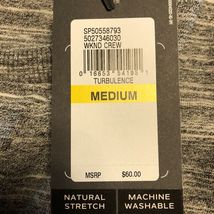 SP50558793
5027346030
WKND CREW
TURBULENCE
MEDIUM
MSRP $60.00
NATURAL STRETCH
MACHINE WASHABLE